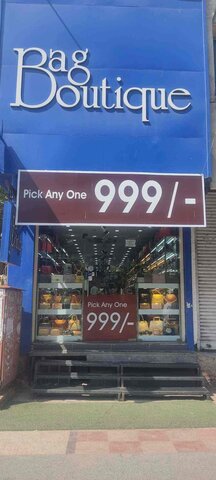 Bag
Boutique
Pick Any One 999/-
Pick Any One
999/-